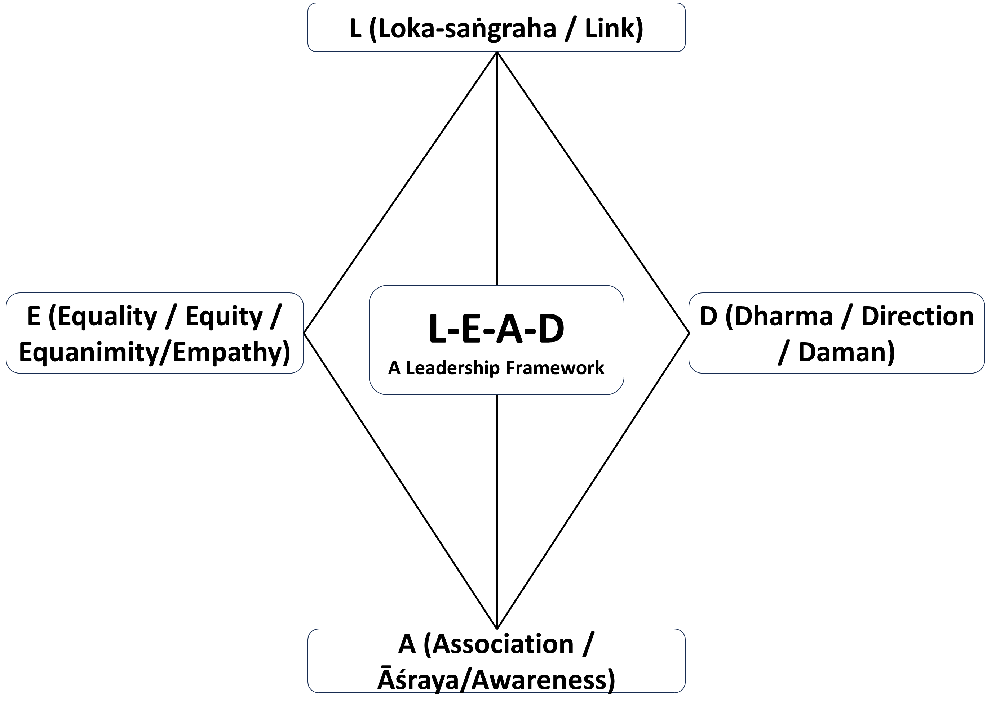 L (Loka-saṅgraha / Link)
E (Equality / Equity /
Equanimity/Empathy)
L-E-A-D
A Leadership Framework
D (Dharma / Direction
/ Daman)
A (Association /
Āśraya/Awareness)